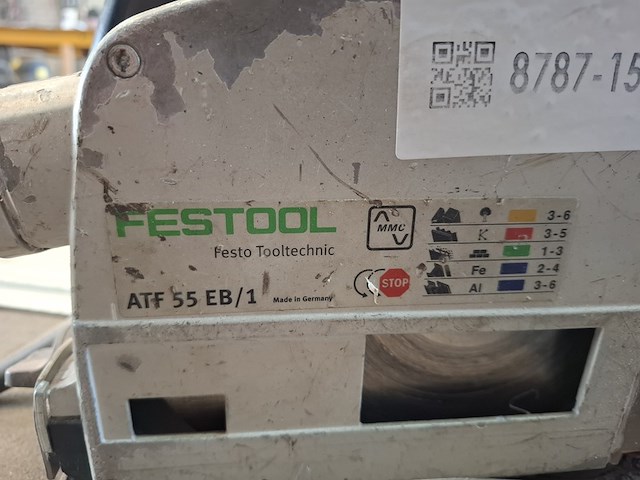 8787-15
FESTOOL
Festo Tooltechnic
ATF 55 EB/1
Made in Germany
MMC
STOP
3-6
K 3-5
1-3
Fe 2-4
Al 3-6